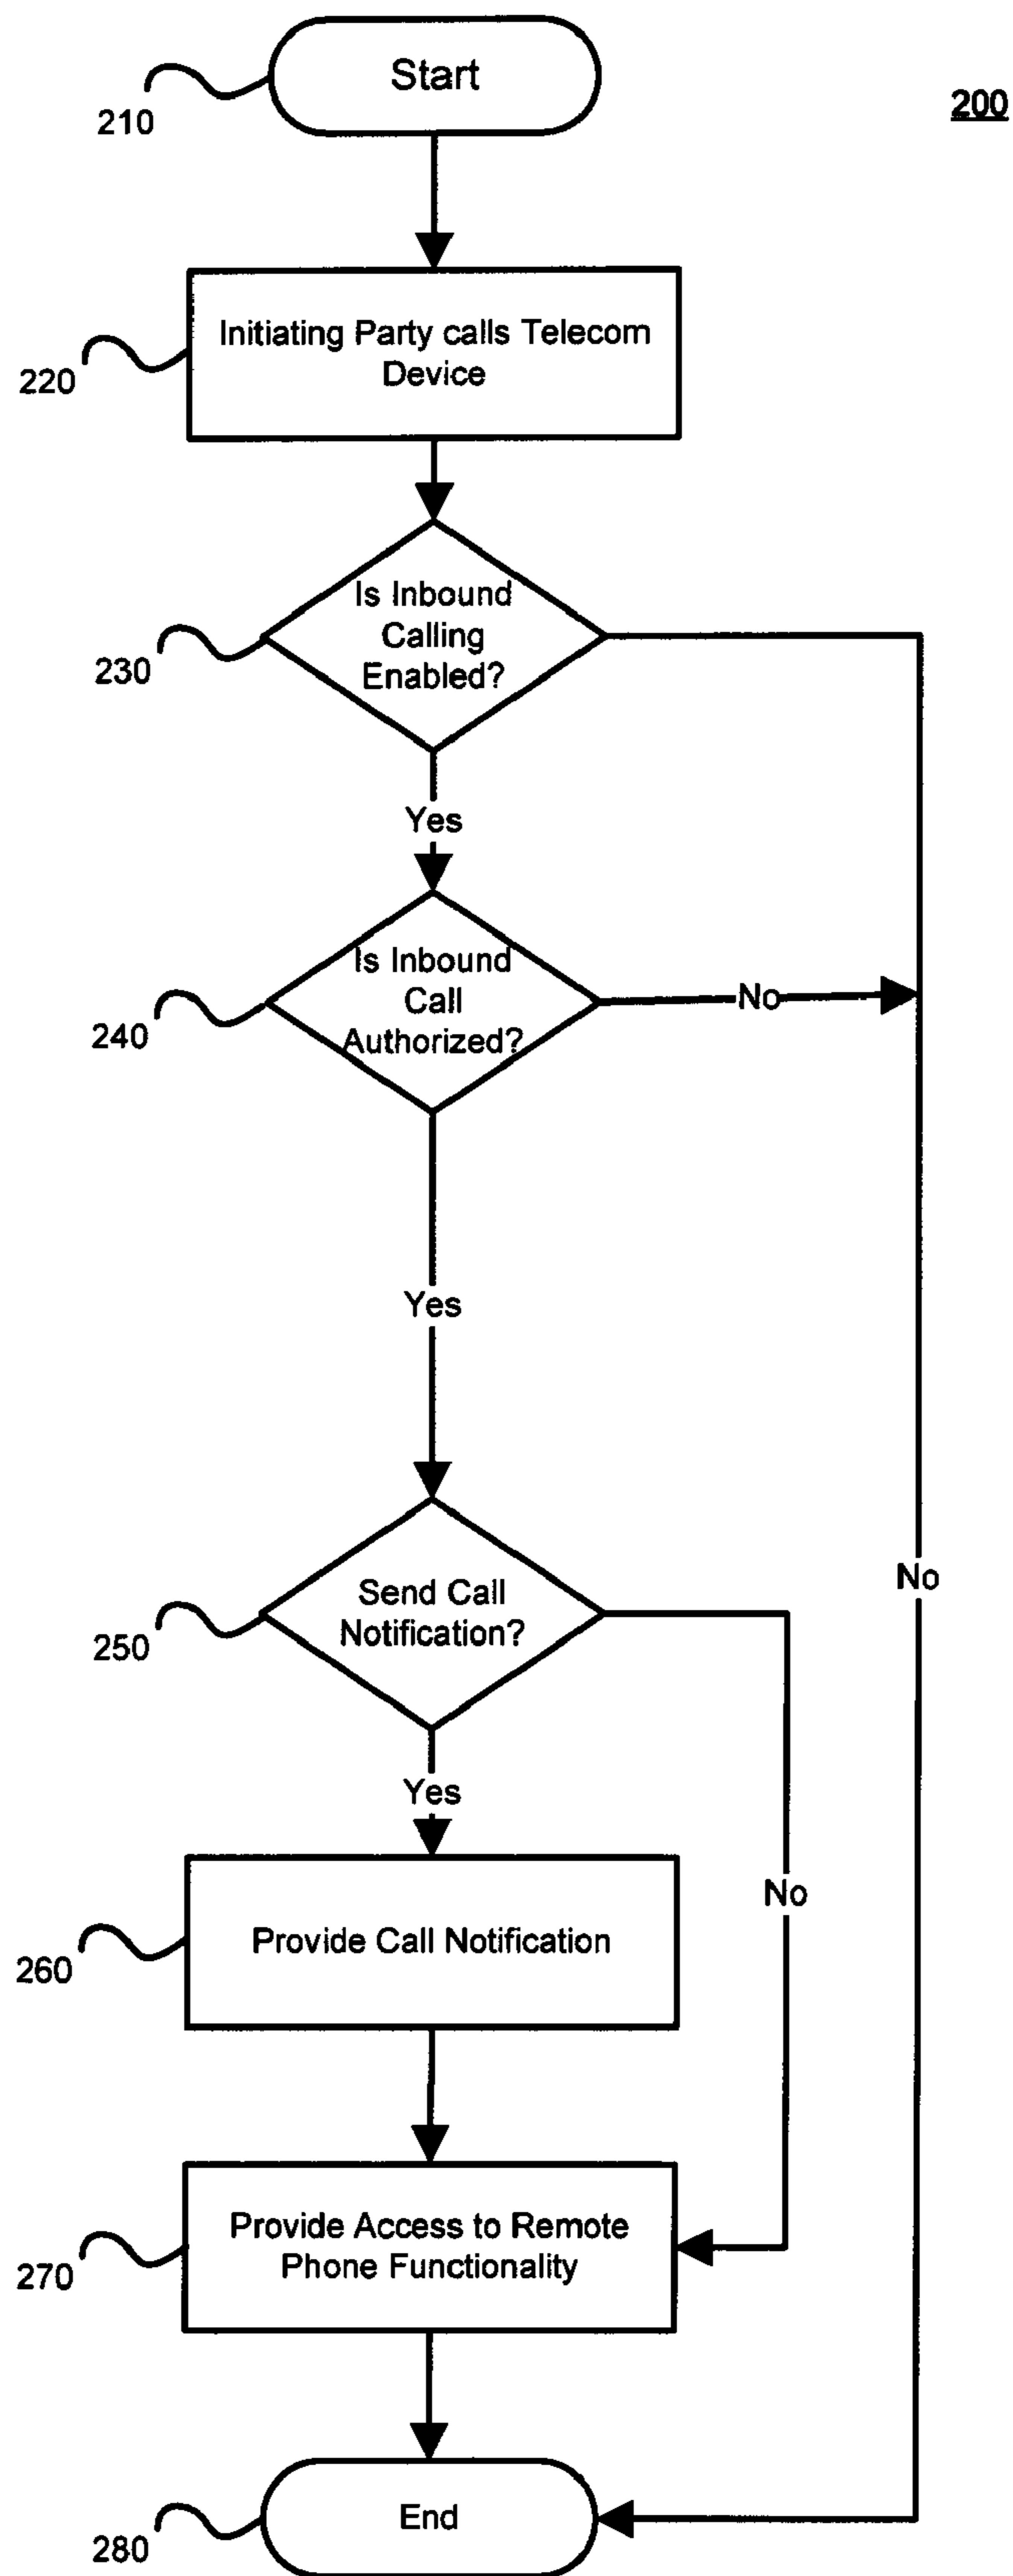 Start
210
200
Initiating Party calls Telecom
Device
220
Is Inbound
Calling
Enabled?
230
Yes
Is Inbound
Call
Authorized?
240
No
Yes
No
Send Call
Notification?
250
Yes
No
Provide Call Notification
260
Provide Access to Remote
Phone Functionality
270
End
280